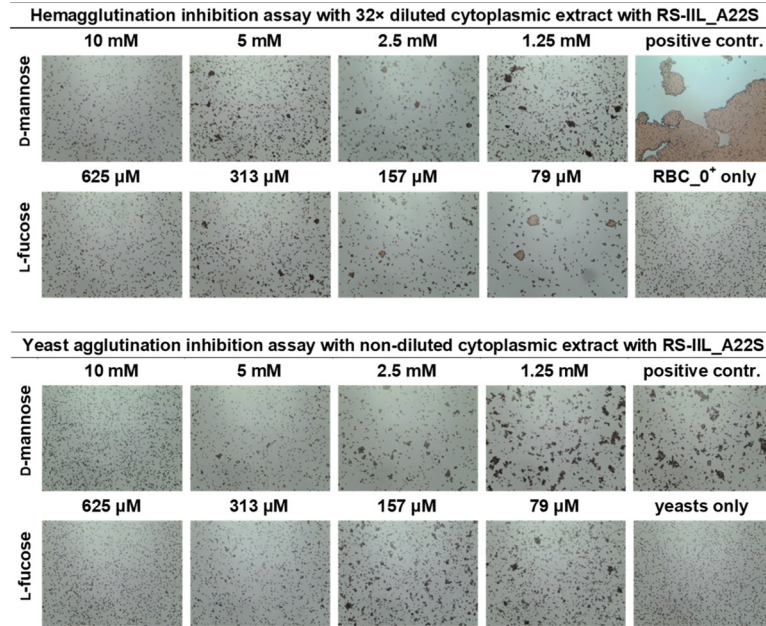 Hemagglutination inhibition assay with 32× diluted cytoplasmic extract with RS-IIL_A22S
10 mM 5 mM 2.5 mM 1.25 mM positive contr.
D-mannose
625 µM 313 µM 157 µM 79 µM RBC_0⁺ only
L-fucose
Yeast agglutination inhibition assay with non-diluted cytoplasmic extract with RS-IIL_A22S
10 mM 5 mM 2.5 mM 1.25 mM positive contr.
D-mannose
625 µM 313 µM 157 µM 79 µM yeasts only
L-fucose